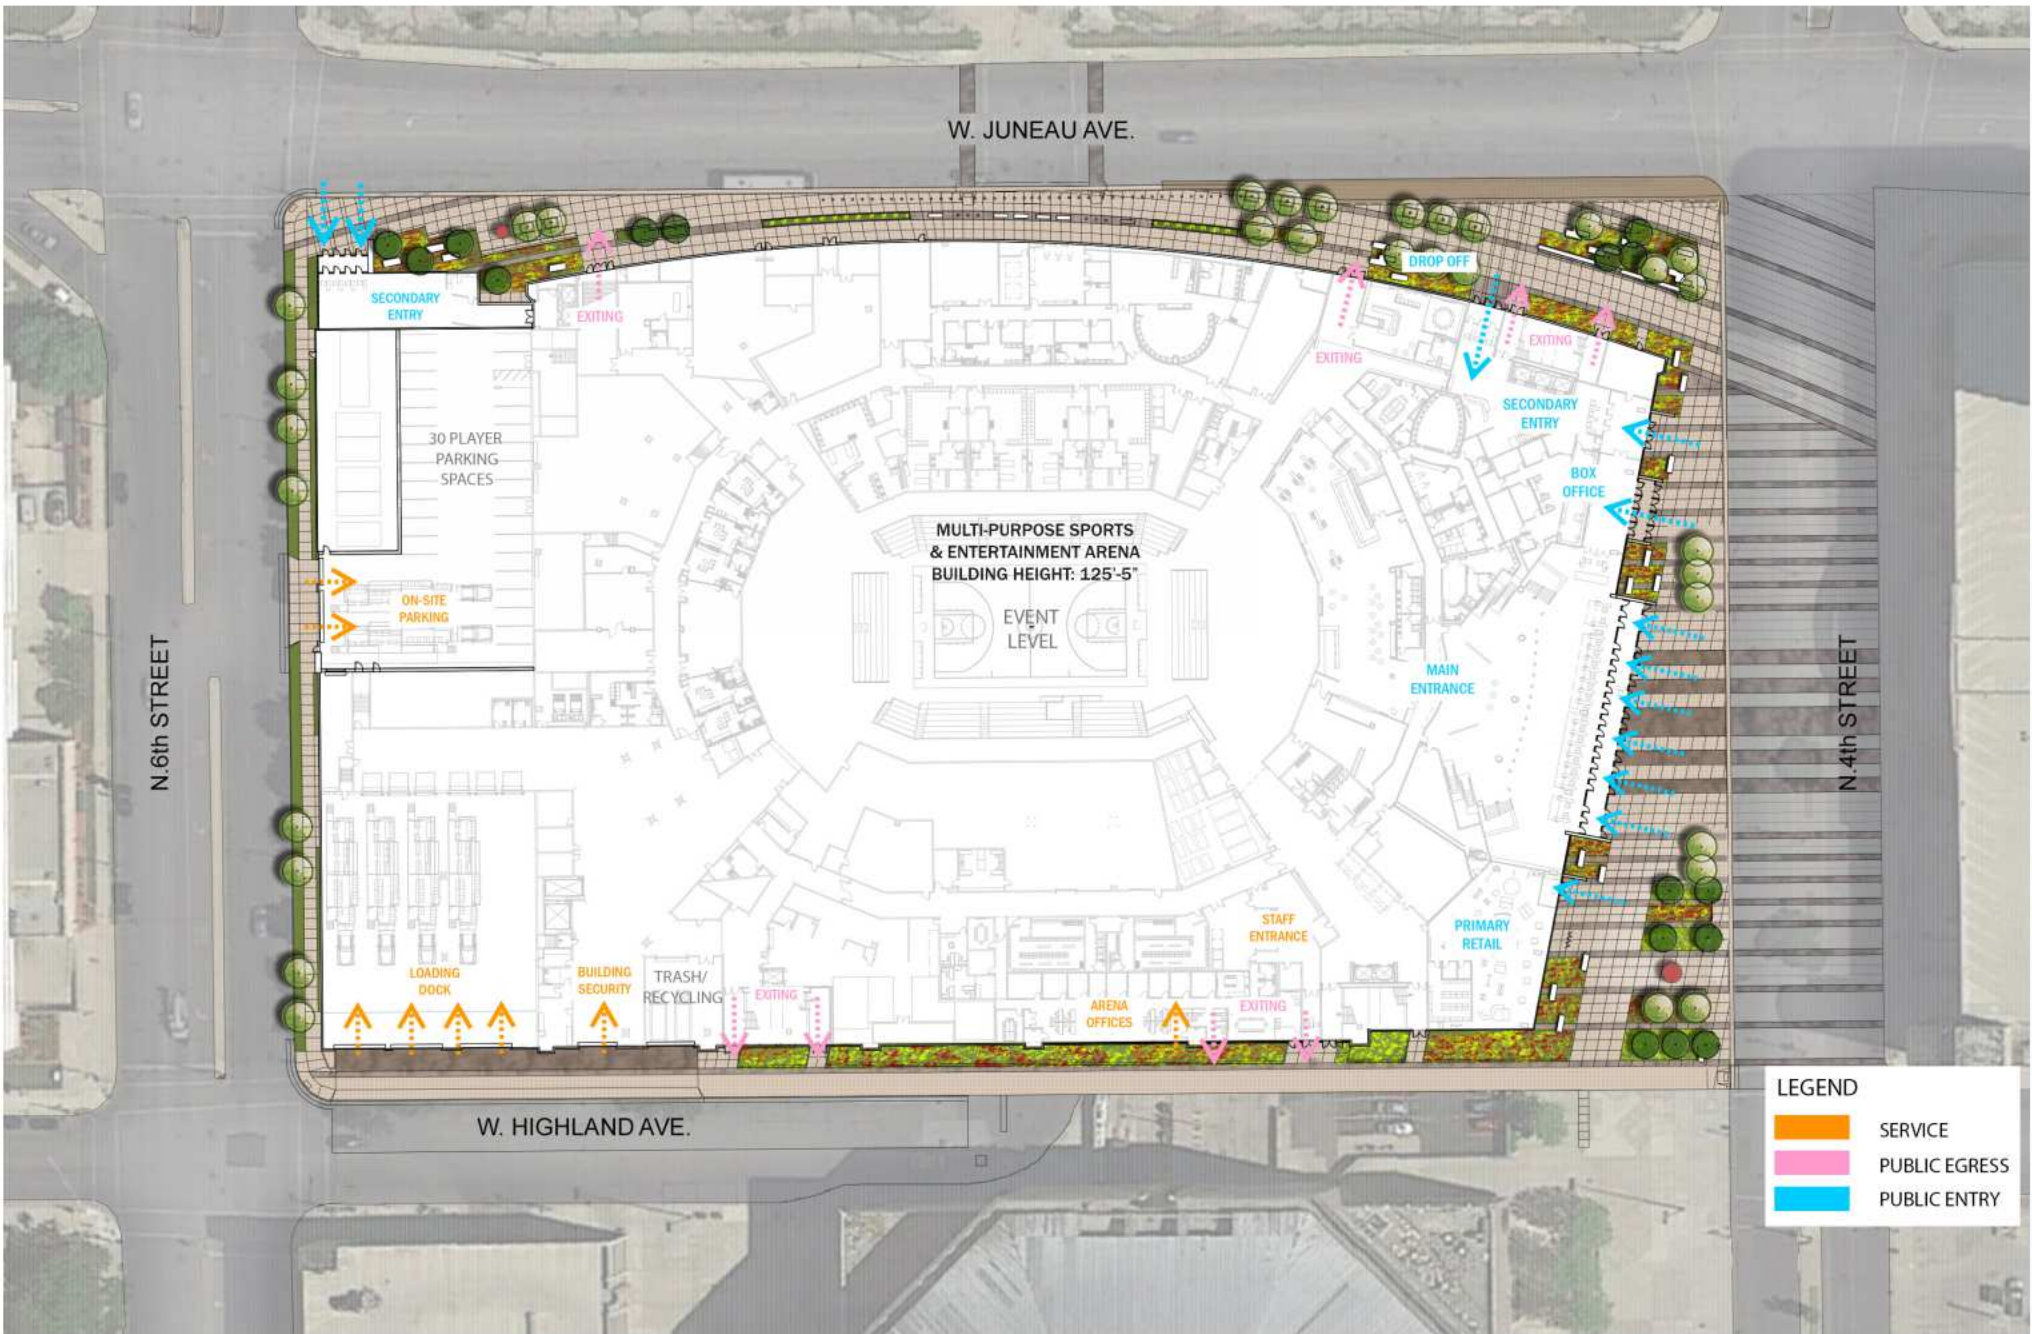 W. JUNEAU AVE.
DROP OFF
SECONDARY
ENTRY
EXITING
EXITING
EXITING
SECONDARY
ENTRY
30 PLAYER
PARKING
SPACES
BOX
OFFICE
MULTI-PURPOSE SPORTS
& ENTERTAINMENT ARENA
BUILDING HEIGHT: 125'-5"
EVENT
LEVEL
ON-SITE
PARKING
MAIN
ENTRANCE
N.6th STREET
N.4th STREET
STAFF
ENTRANCE
PRIMARY
RETAIL
LOADING
DOCK
BUILDING
SECURITY
TRASH/
RECYCLING
EXITING
ARENA
OFFICES
EXITING
W. HIGHLAND AVE.
LEGEND
SERVICE
PUBLIC EGRESS
PUBLIC ENTRY